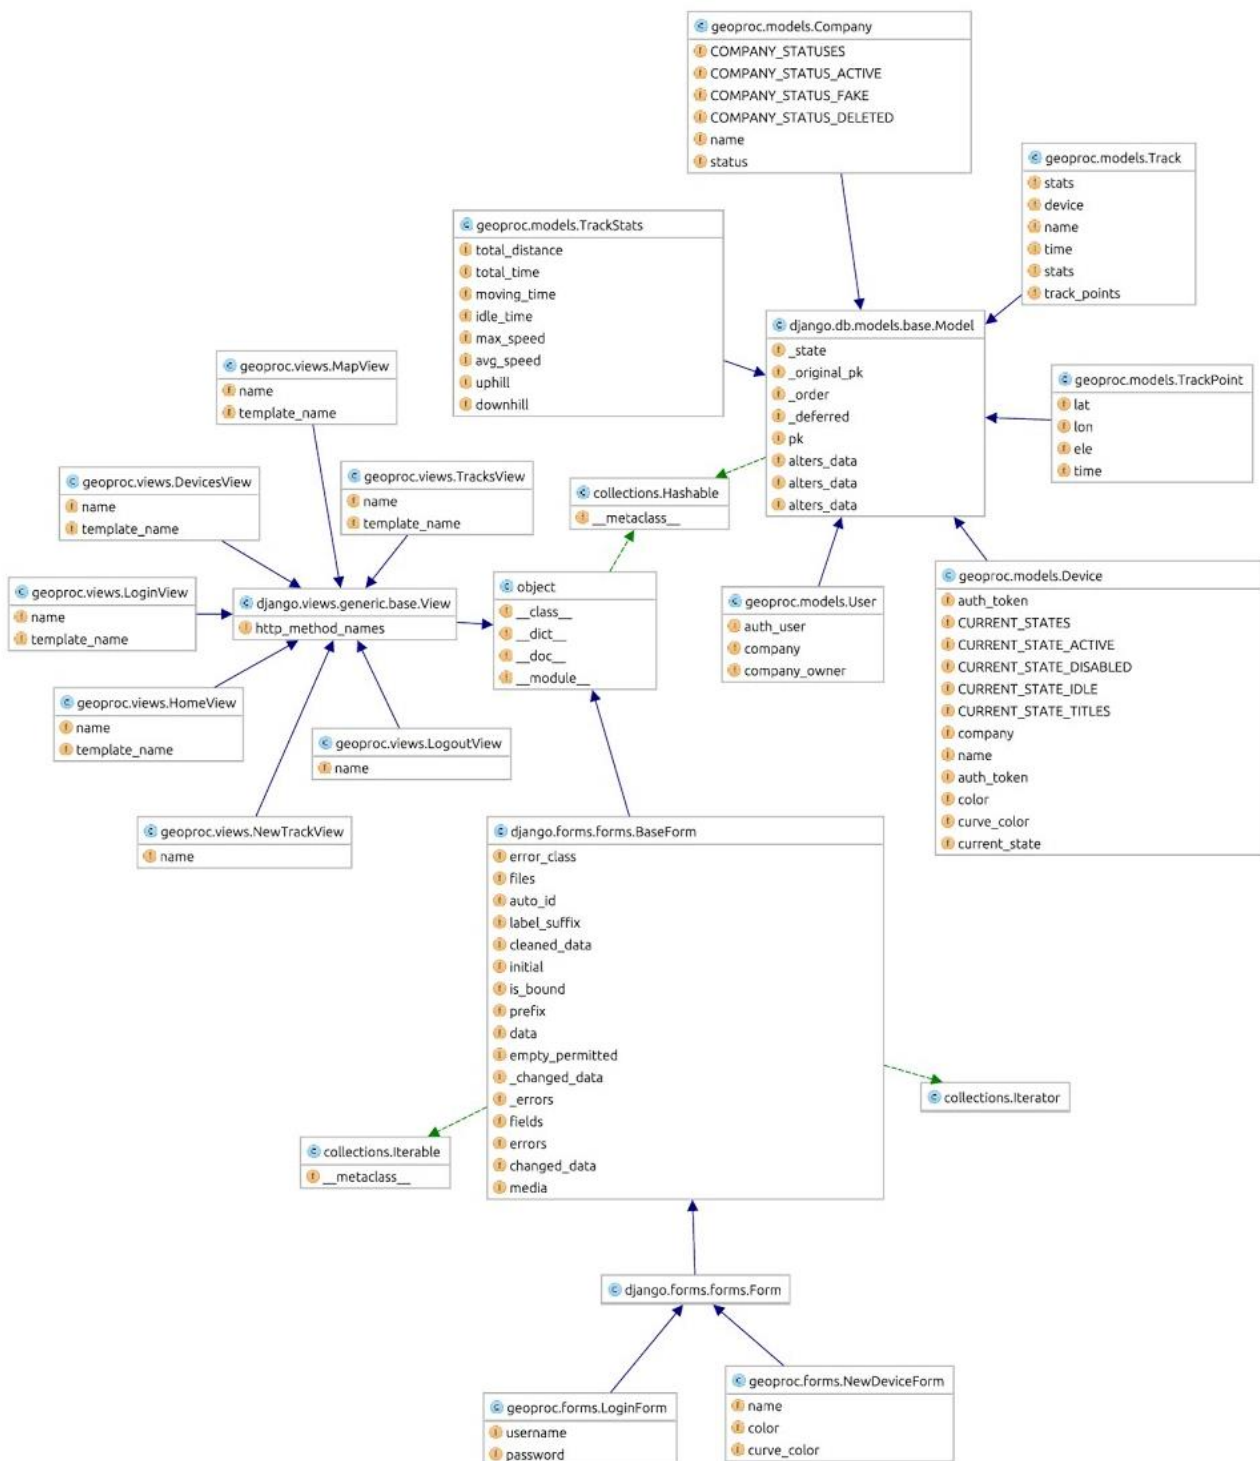 geoproc.models.Company
COMPANY_STATUSES
COMPANY_STATUS_ACTIVE
COMPANY_STATUS_FAKE
COMPANY_STATUS_DELETED
name
status
geoproc.models.Track
stats
device
name
time
stats
track_points
geoproc.models.TrackStats
total_distance
total_time
moving_time
idle_time
max_speed
avg_speed
uphill
downhill
django.db.models.base.Model
_state
_original_pk
_order
_deferred
pk
alters_data
alters_data
alters_data
geoproc.models.TrackPoint
lat
lon
ele
time
geoproc.views.MapView
name
template_name
geoproc.views.DevicesView
name
template_name
geoproc.views.TracksView
name
template_name
collections.Hashable
__metaclass__
geoproc.views.LoginView
name
template_name
django.views.generic.base.View
http_method_names
object
__class__
__dict__
__doc__
__module__
geoproc.models.User
auth_user
company
company_owner
geoproc.models.Device
auth_token
CURRENT_STATES
CURRENT_STATE_ACTIVE
CURRENT_STATE_DISABLED
CURRENT_STATE_IDLE
CURRENT_STATE_TITLES
company
name
auth_token
color
curve_color
current_state
geoproc.views.HomeView
name
template_name
geoproc.views.LogoutView
name
geoproc.views.NewTrackView
name
django.forms.forms.BaseForm
error_class
files
auto_id
label_suffix
cleaned_data
initial
is_bound
prefix
data
empty_permitted
_changed_data
_errors
fields
errors
changed_data
media
collections.Iterator
collections.Iterable
__metaclass__
django.forms.forms.Form
geoproc.forms.LoginForm
username
password
geoproc.forms.NewDeviceForm
name
color
curve_color